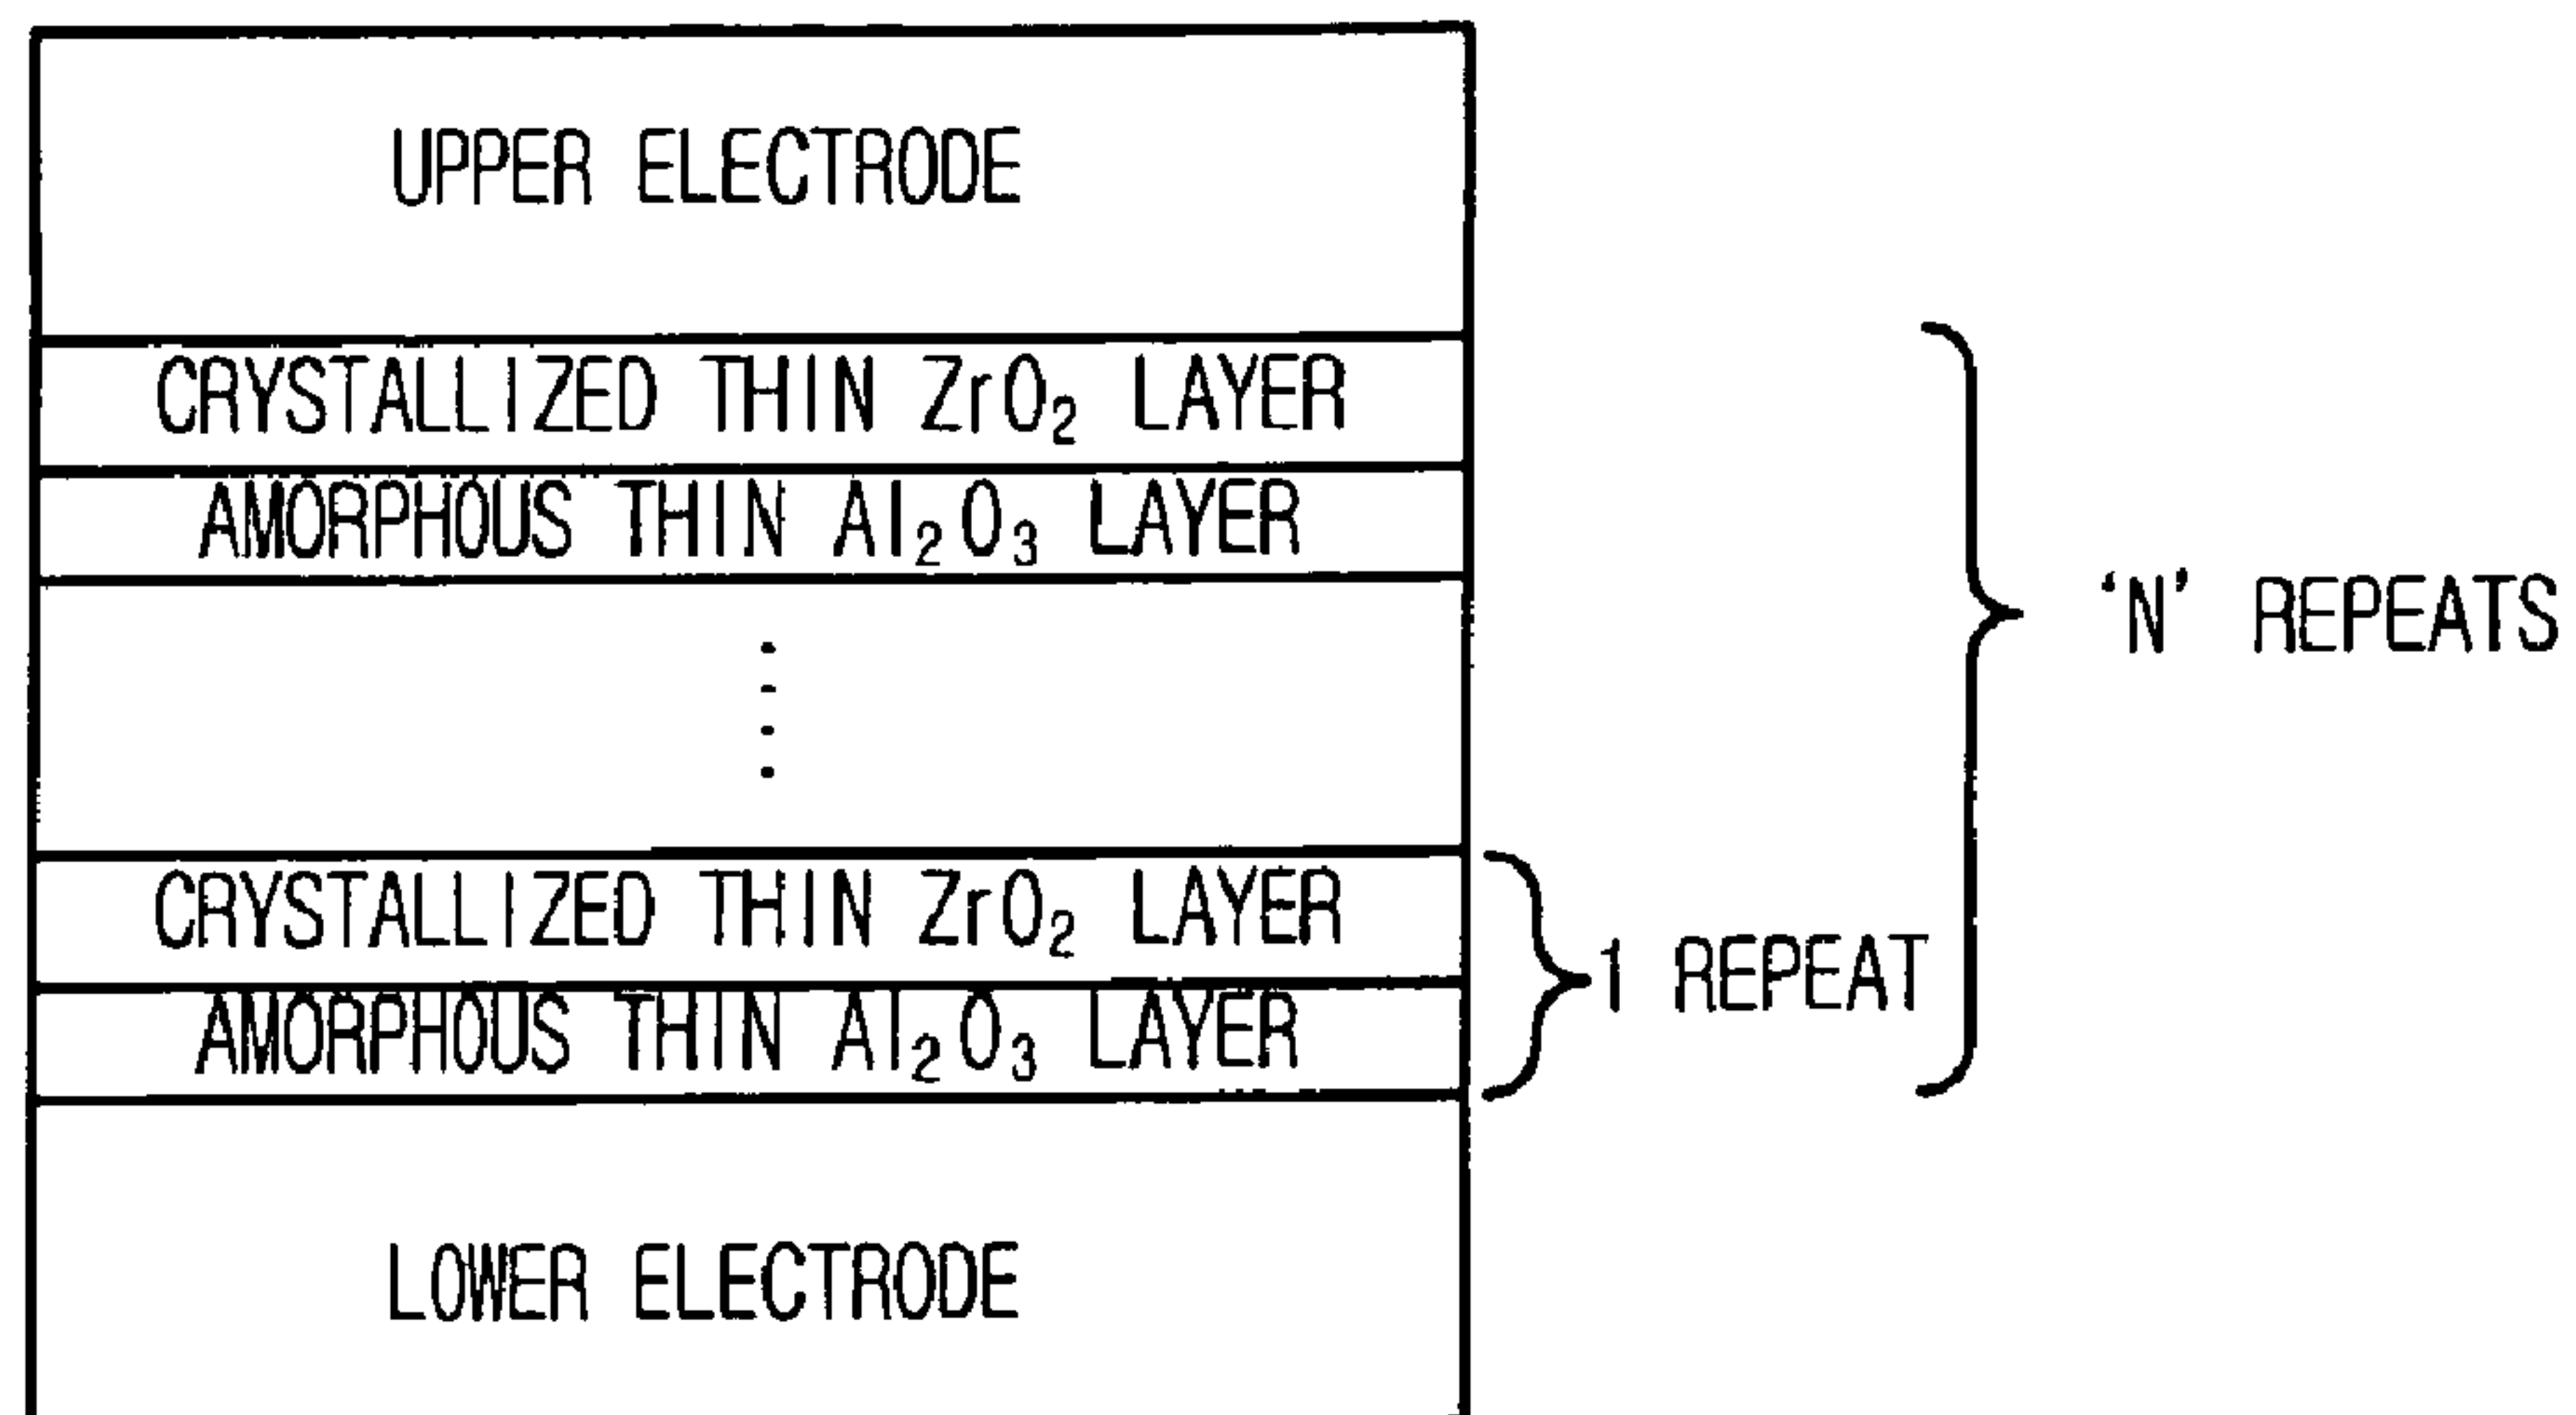 UPPER ELECTRODE
CRYSTALLIZED THIN ZrO₂ LAYER
AMORPHOUS THIN Al₂O₃ LAYER
‘N’ REPEATS
CRYSTALLIZED THIN ZrO₂ LAYER
AMORPHOUS THIN Al₂O₃ LAYER
1 REPEAT
LOWER ELECTRODE